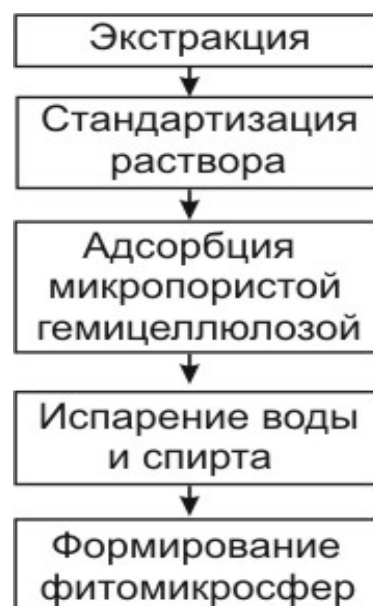 Экстракция
Стандартизация
раствора
Адсорбция
микропористой
гемицеллюлозой
Испарение воды
и спирта
Формирование
фитомикросфер